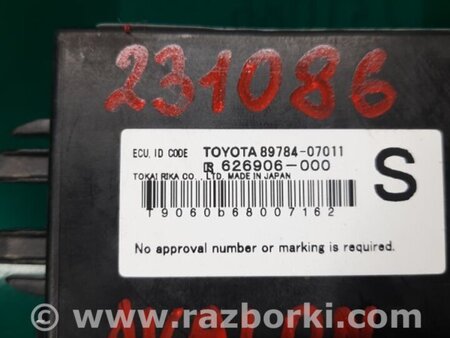 231086
ECU, ID CODE TOYOTA 89784-07011
626906-000
TOKAI RIKA CO., LTD. MADE IN JAPAN
S
T9060b68007162
No approval number or marking is required.
© www.razborki.com